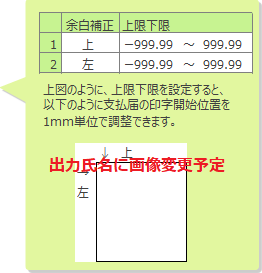 余白補正 上限下限
1 上 －999.99 ～ 999.99
2 左 －999.99 ～ 999.99
上図のように、上限下限を設定すると、
以下のように支払届の印字開始位置を
1mm単位で調整できます。
上
出力氏名に画像変更予定
左